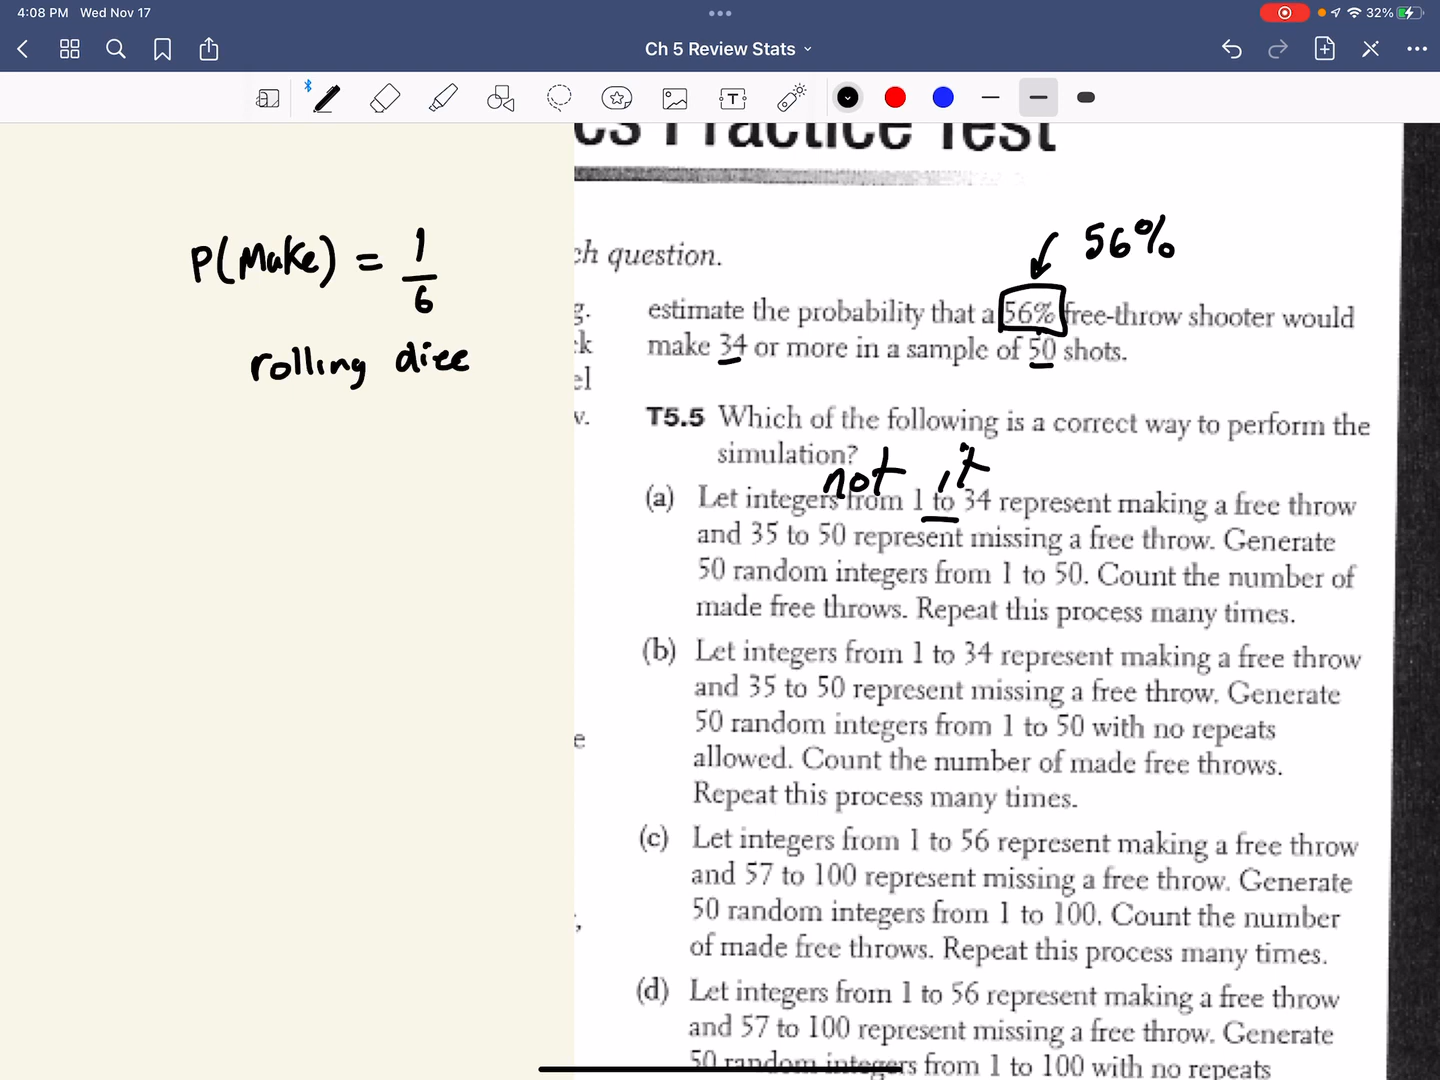 4:08 PM Wed Nov 17
32%
Ch 5 Review Stats
T
cs Practice Test
P(Make) = 1/6
rolling dice
56%
ch question.
g.
ck
el
v.
e
,
estimate the probability that a 56% free-throw shooter would
make 34 or more in a sample of 50 shots.
T5.5 Which of the following is a correct way to perform the
simulation?
not it
(a) Let integers from 1 to 34 represent making a free throw
and 35 to 50 represent missing a free throw. Generate
50 random integers from 1 to 50. Count the number of
made free throws. Repeat this process many times.
(b) Let integers from 1 to 34 represent making a free throw
and 35 to 50 represent missing a free throw. Generate
50 random integers from 1 to 50 with no repeats
allowed. Count the number of made free throws.
Repeat this process many times.
(c) Let integers from 1 to 56 represent making a free throw
and 57 to 100 represent missing a free throw. Generate
50 random integers from 1 to 100. Count the number
of made free throws. Repeat this process many times.
(d) Let integers from 1 to 56 represent making a free throw
and 57 to 100 represent missing a free throw. Generate
50 random integers from 1 to 100 with no repeats